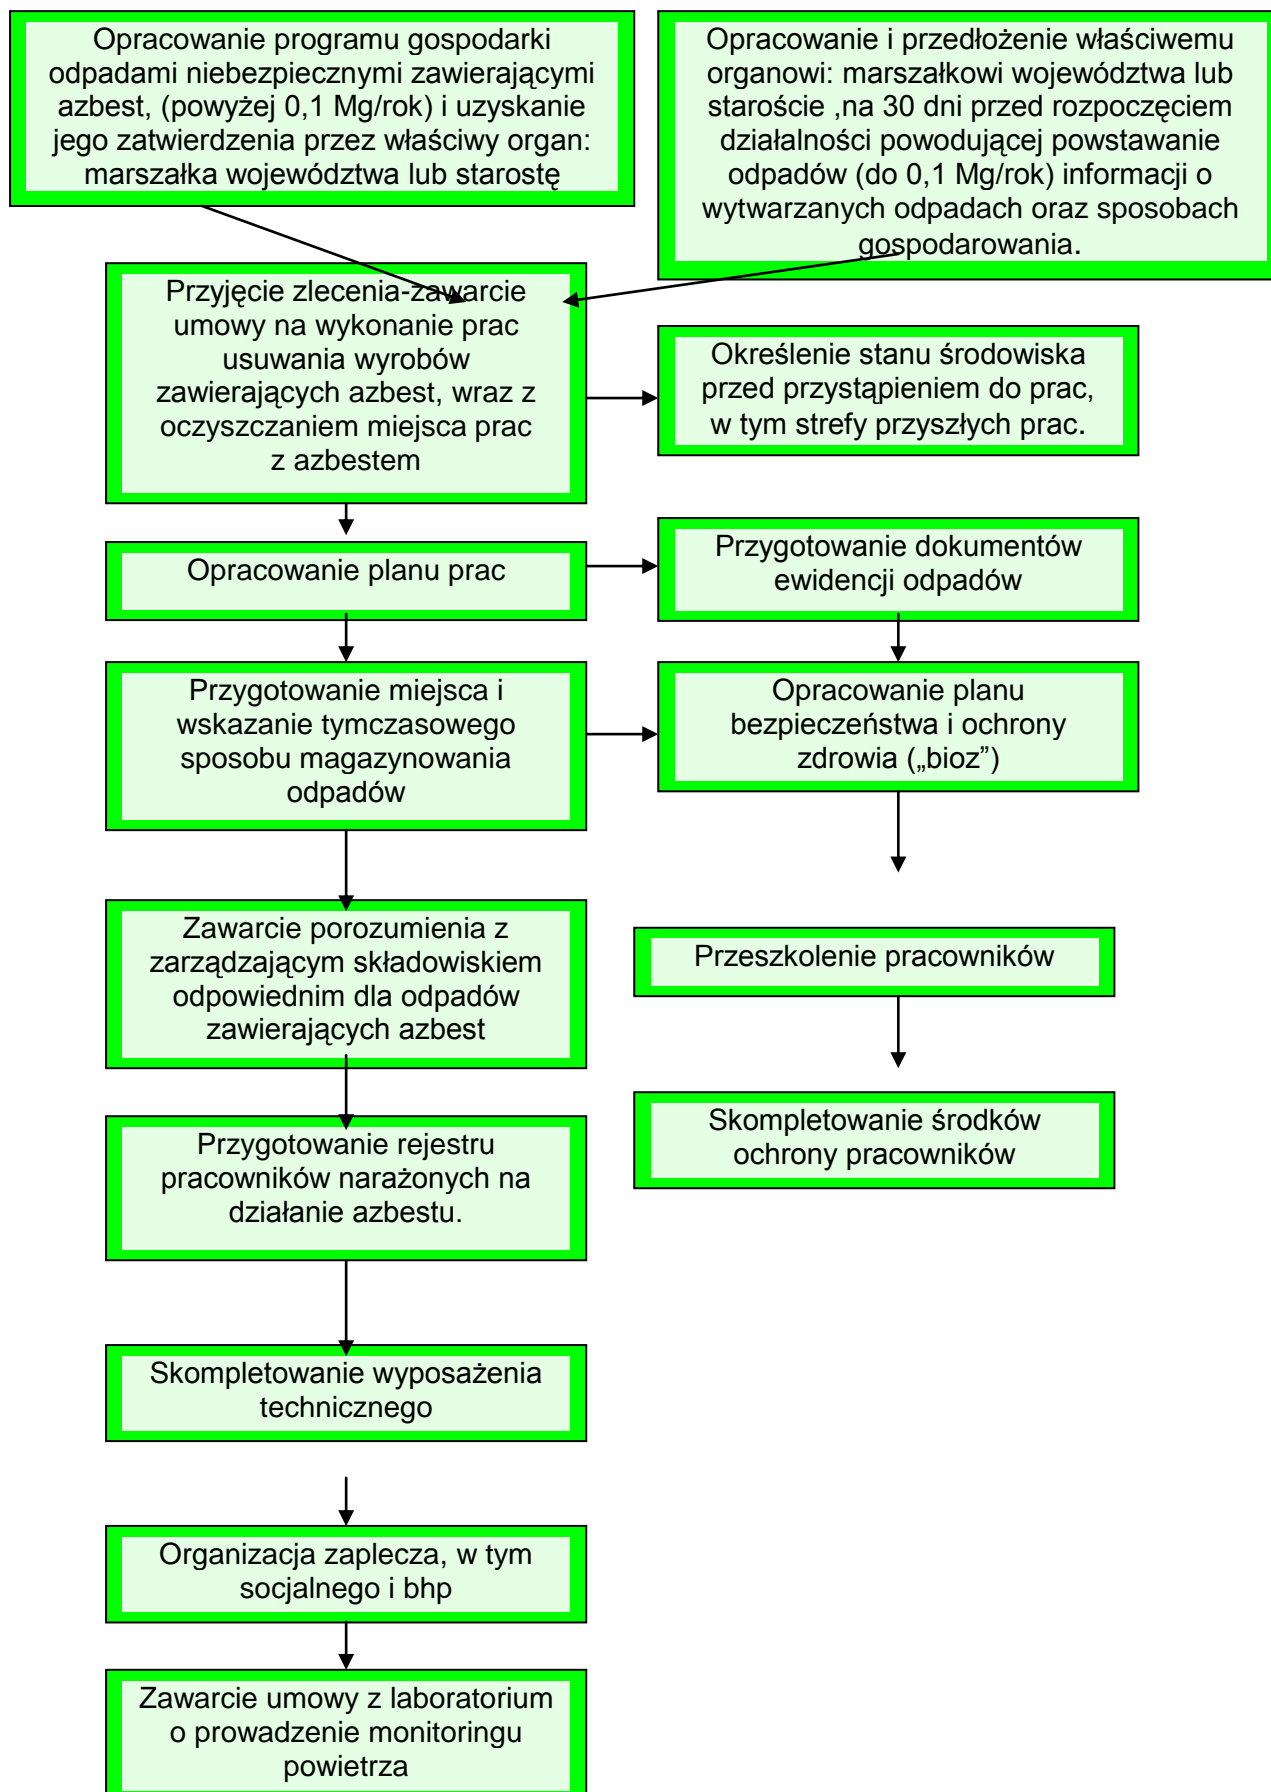 Opracowanie programu gospodarki
odpadami niebezpiecznymi zawierającymi
azbest, (powyżej 0,1 Mg/rok) i uzyskanie
jego zatwierdzenia przez właściwy organ:
marszałka województwa lub starostę
Opracowanie i przedłożenie właściwemu
organowi: marszałkowi województwa lub
staroście ,na 30 dni przed rozpoczęciem
działalności powodującej powstawanie
odpadów (do 0,1 Mg/rok) informacji o
wytwarzanych odpadach oraz sposobach
gospodarowania.
Przyjęcie zlecenia-zawarcie
umowy na wykonanie prac
usuwania wyrobów
zawierających azbest, wraz z
oczyszczaniem miejsca prac
z azbestem
Określenie stanu środowiska
przed przystąpieniem do prac,
w tym strefy przyszłych prac.
Opracowanie planu prac
Przygotowanie dokumentów
ewidencji odpadów
Przygotowanie miejsca i
wskazanie tymczasowego
sposobu magazynowania
odpadów
Opracowanie planu
bezpieczeństwa i ochrony
zdrowia („bioz”)
Zawarcie porozumienia z
zarządzającym składowiskiem
odpowiednim dla odpadów
zawierających azbest
Przeszkolenie pracowników
Przygotowanie rejestru
pracowników narażonych na
działanie azbestu.
Skompletowanie środków
ochrony pracowników
Skompletowanie wyposażenia
technicznego
Organizacja zaplecza, w tym
socjalnego i bhp
Zawarcie umowy z laboratorium
o prowadzenie monitoringu
powietrza